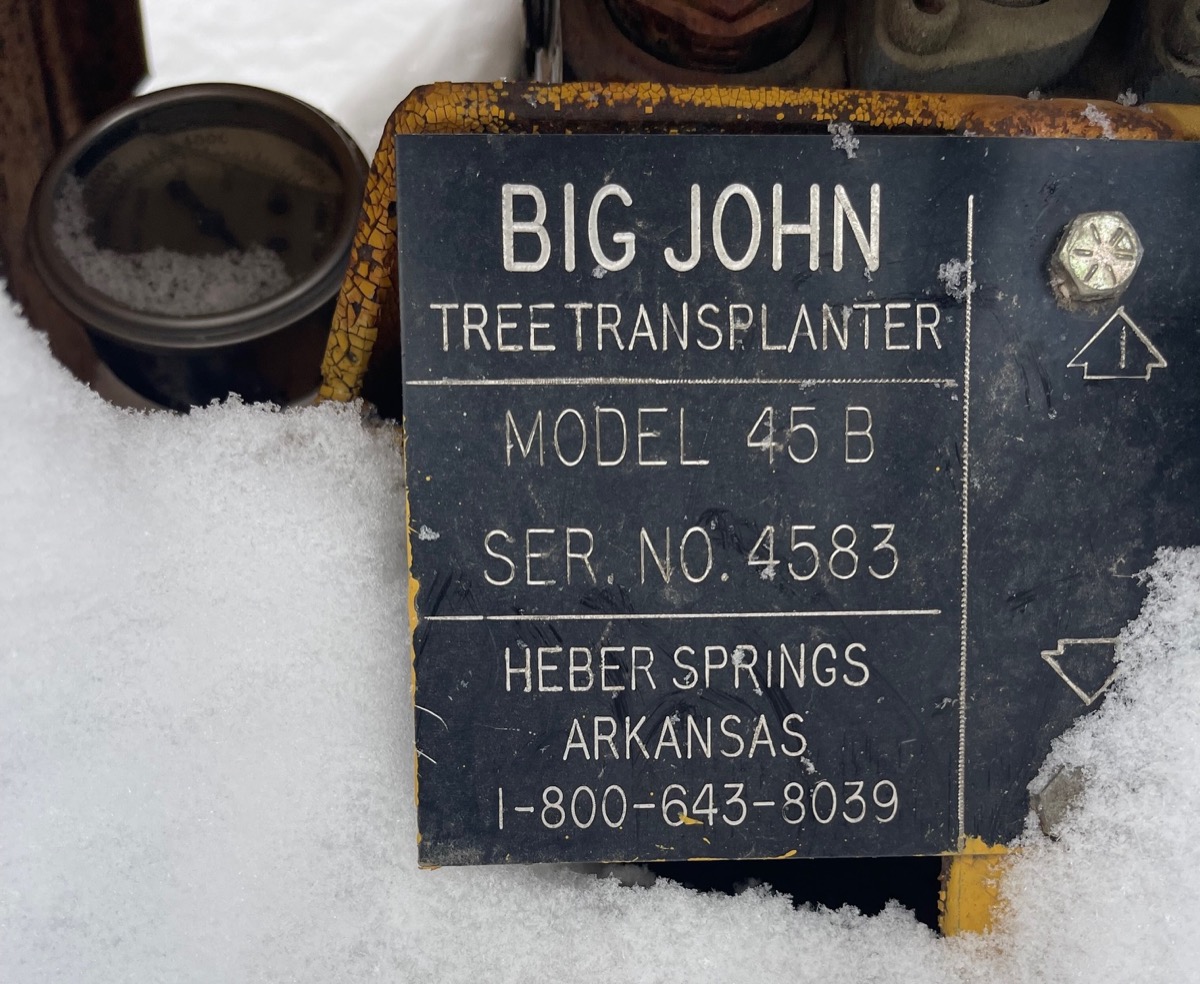 BIG JOHN
TREE TRANSPLANTER
MODEL 45 B
SER. NO. 4583
HEBER SPRINGS
ARKANSAS
1-800-643-8039